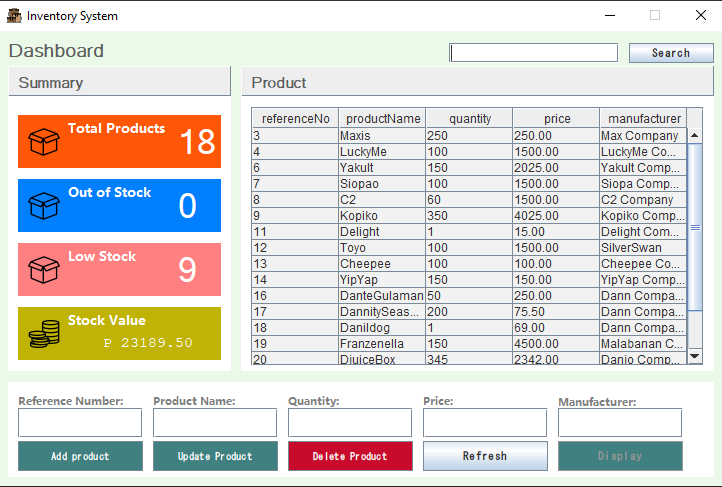 Inventory System
Dashboard
Search
Summary
Product
Total Products
18
Out of Stock
0
Low Stock
9
Stock Value
P 23189.50
referenceNo productName quantity price manufacturer
3 Maxis 250 250.00 Max Company
4 LuckyMe 100 1500.00 LuckyMe Co...
6 Yakult 150 2025.00 Yakult Comp...
7 Siopao 100 1500.00 Siopa Comp...
8 C2 60 1500.00 C2 Company
9 Kopiko 350 4025.00 Kopiko Comp...
11 Delight 1 15.00 Delight Com...
12 Toyo 100 1500.00 SilverSwan
13 Cheepee 100 100.00 Cheepee Co...
14 YipYap 150 150.00 YipYap Comp...
16 DanteGulaman 50 250.00 Dann Compa...
17 DannitySeas... 200 75.50 Dann Compa...
18 Danildog 1 69.00 Dann Compa...
19 Franzenella 150 4500.00 Malabanan C...
20 DjuiceBox 345 2342.00 Danjo Comp...
Reference Number: Product Name: Quantity: Price: Manufacturer:
Add product Update Product Delete Product Refresh Display